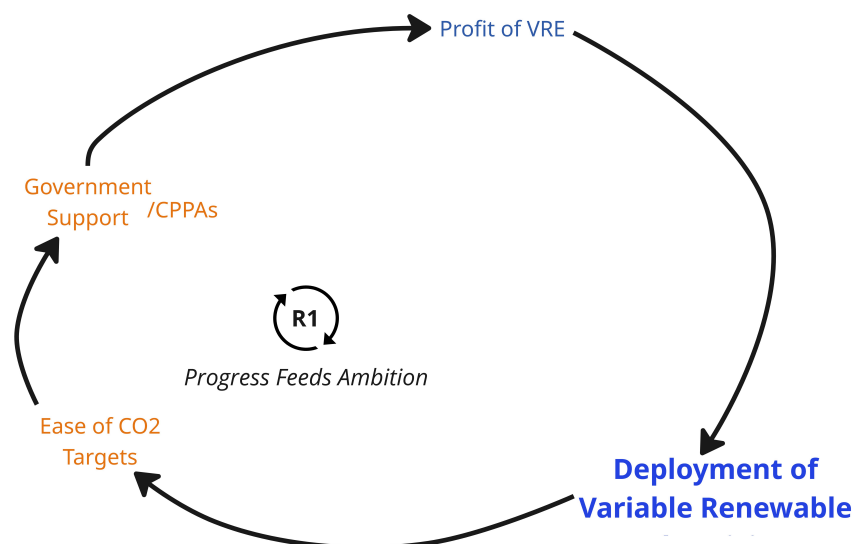 Profit of VRE
Government
Support /CPPAs
R1
Progress Feeds Ambition
Ease of CO2
Targets
Deployment of
Variable Renewable